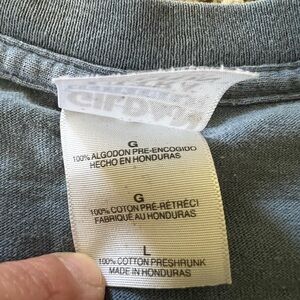 G
100% ALGODON PRE-ENCOGIDO
HECHO EN HONDURAS
G
100% COTON PRÉ-RÉTRÉCI
FABRIQUÉ AU HONDURAS
L
100% COTTON PRESHRUNK
MADE IN HONDURAS